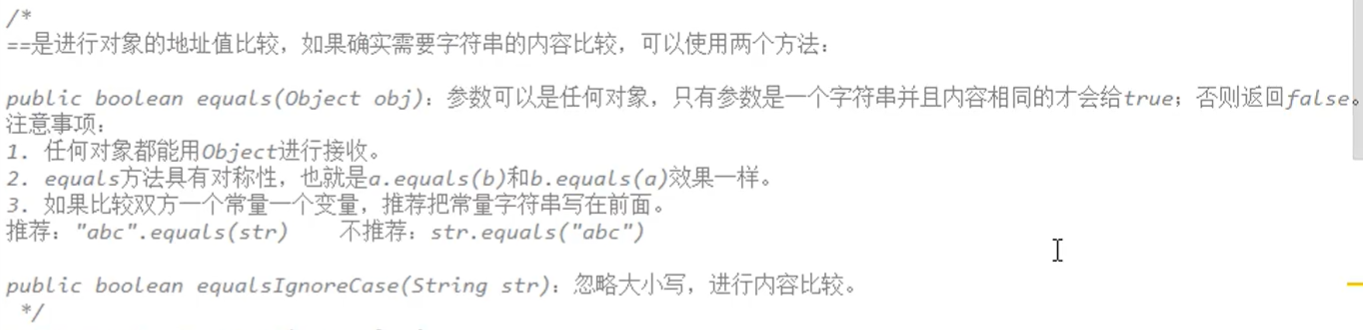 /*
==是进行对象的地址值比较，如果确实需要字符串的内容比较，可以使用两个方法：
public boolean equals(Object obj)：参数可以是任何对象，只有参数是一个字符串并且内容相同的才会给true；否则返回false。
注意事项：
1. 任何对象都能用Object进行接收。
2. equals方法具有对称性，也就是a.equals(b)和b.equals(a)效果一样。
3. 如果比较双方一个常量一个变量，推荐把常量字符串写在前面。
推荐："abc".equals(str)    不推荐：str.equals("abc")
public boolean equalsIgnoreCase(String str)：忽略大小写，进行内容比较。
*/